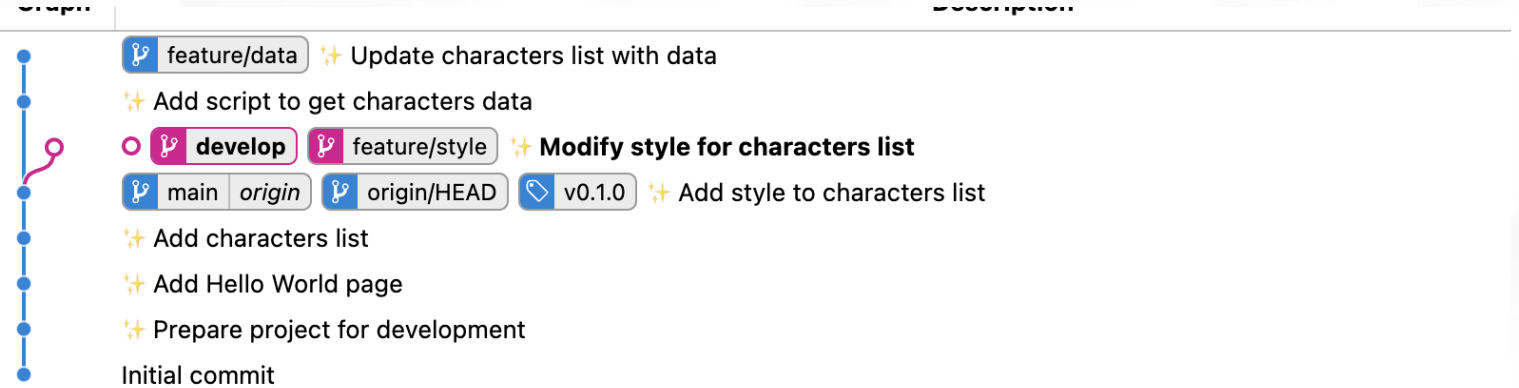 Graph Description
feature/data ✨ Update characters list with data
✨ Add script to get characters data
develop feature/style ✨ Modify style for characters list
main origin origin/HEAD v0.1.0 ✨ Add style to characters list
✨ Add characters list
✨ Add Hello World page
✨ Prepare project for development
Initial commit